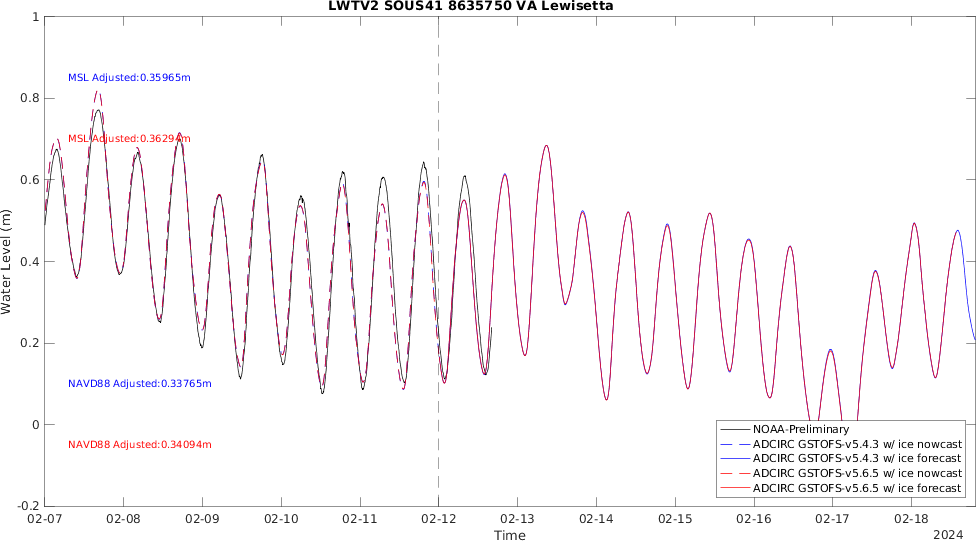 LWTV2 SOUS41 8635750 VA Lewisetta
1
0.8
0.6
0.4
0.2
0
-0.2
Water Level (m)
MSL Adjusted:0.35965m
MSL Adjusted:0.36294m
NAVD88 Adjusted:0.33765m
NAVD88 Adjusted:0.34094m
NOAA-Preliminary
ADCIRC GSTOFS-v5.4.3 w/ ice nowcast
ADCIRC GSTOFS-v5.4.3 w/ ice forecast
ADCIRC GSTOFS-v5.6.5 w/ ice nowcast
ADCIRC GSTOFS-v5.6.5 w/ ice forecast
02-07 02-08 02-09 02-10 02-11 02-12 02-13 02-14 02-15 02-16 02-17 02-18
Time
2024